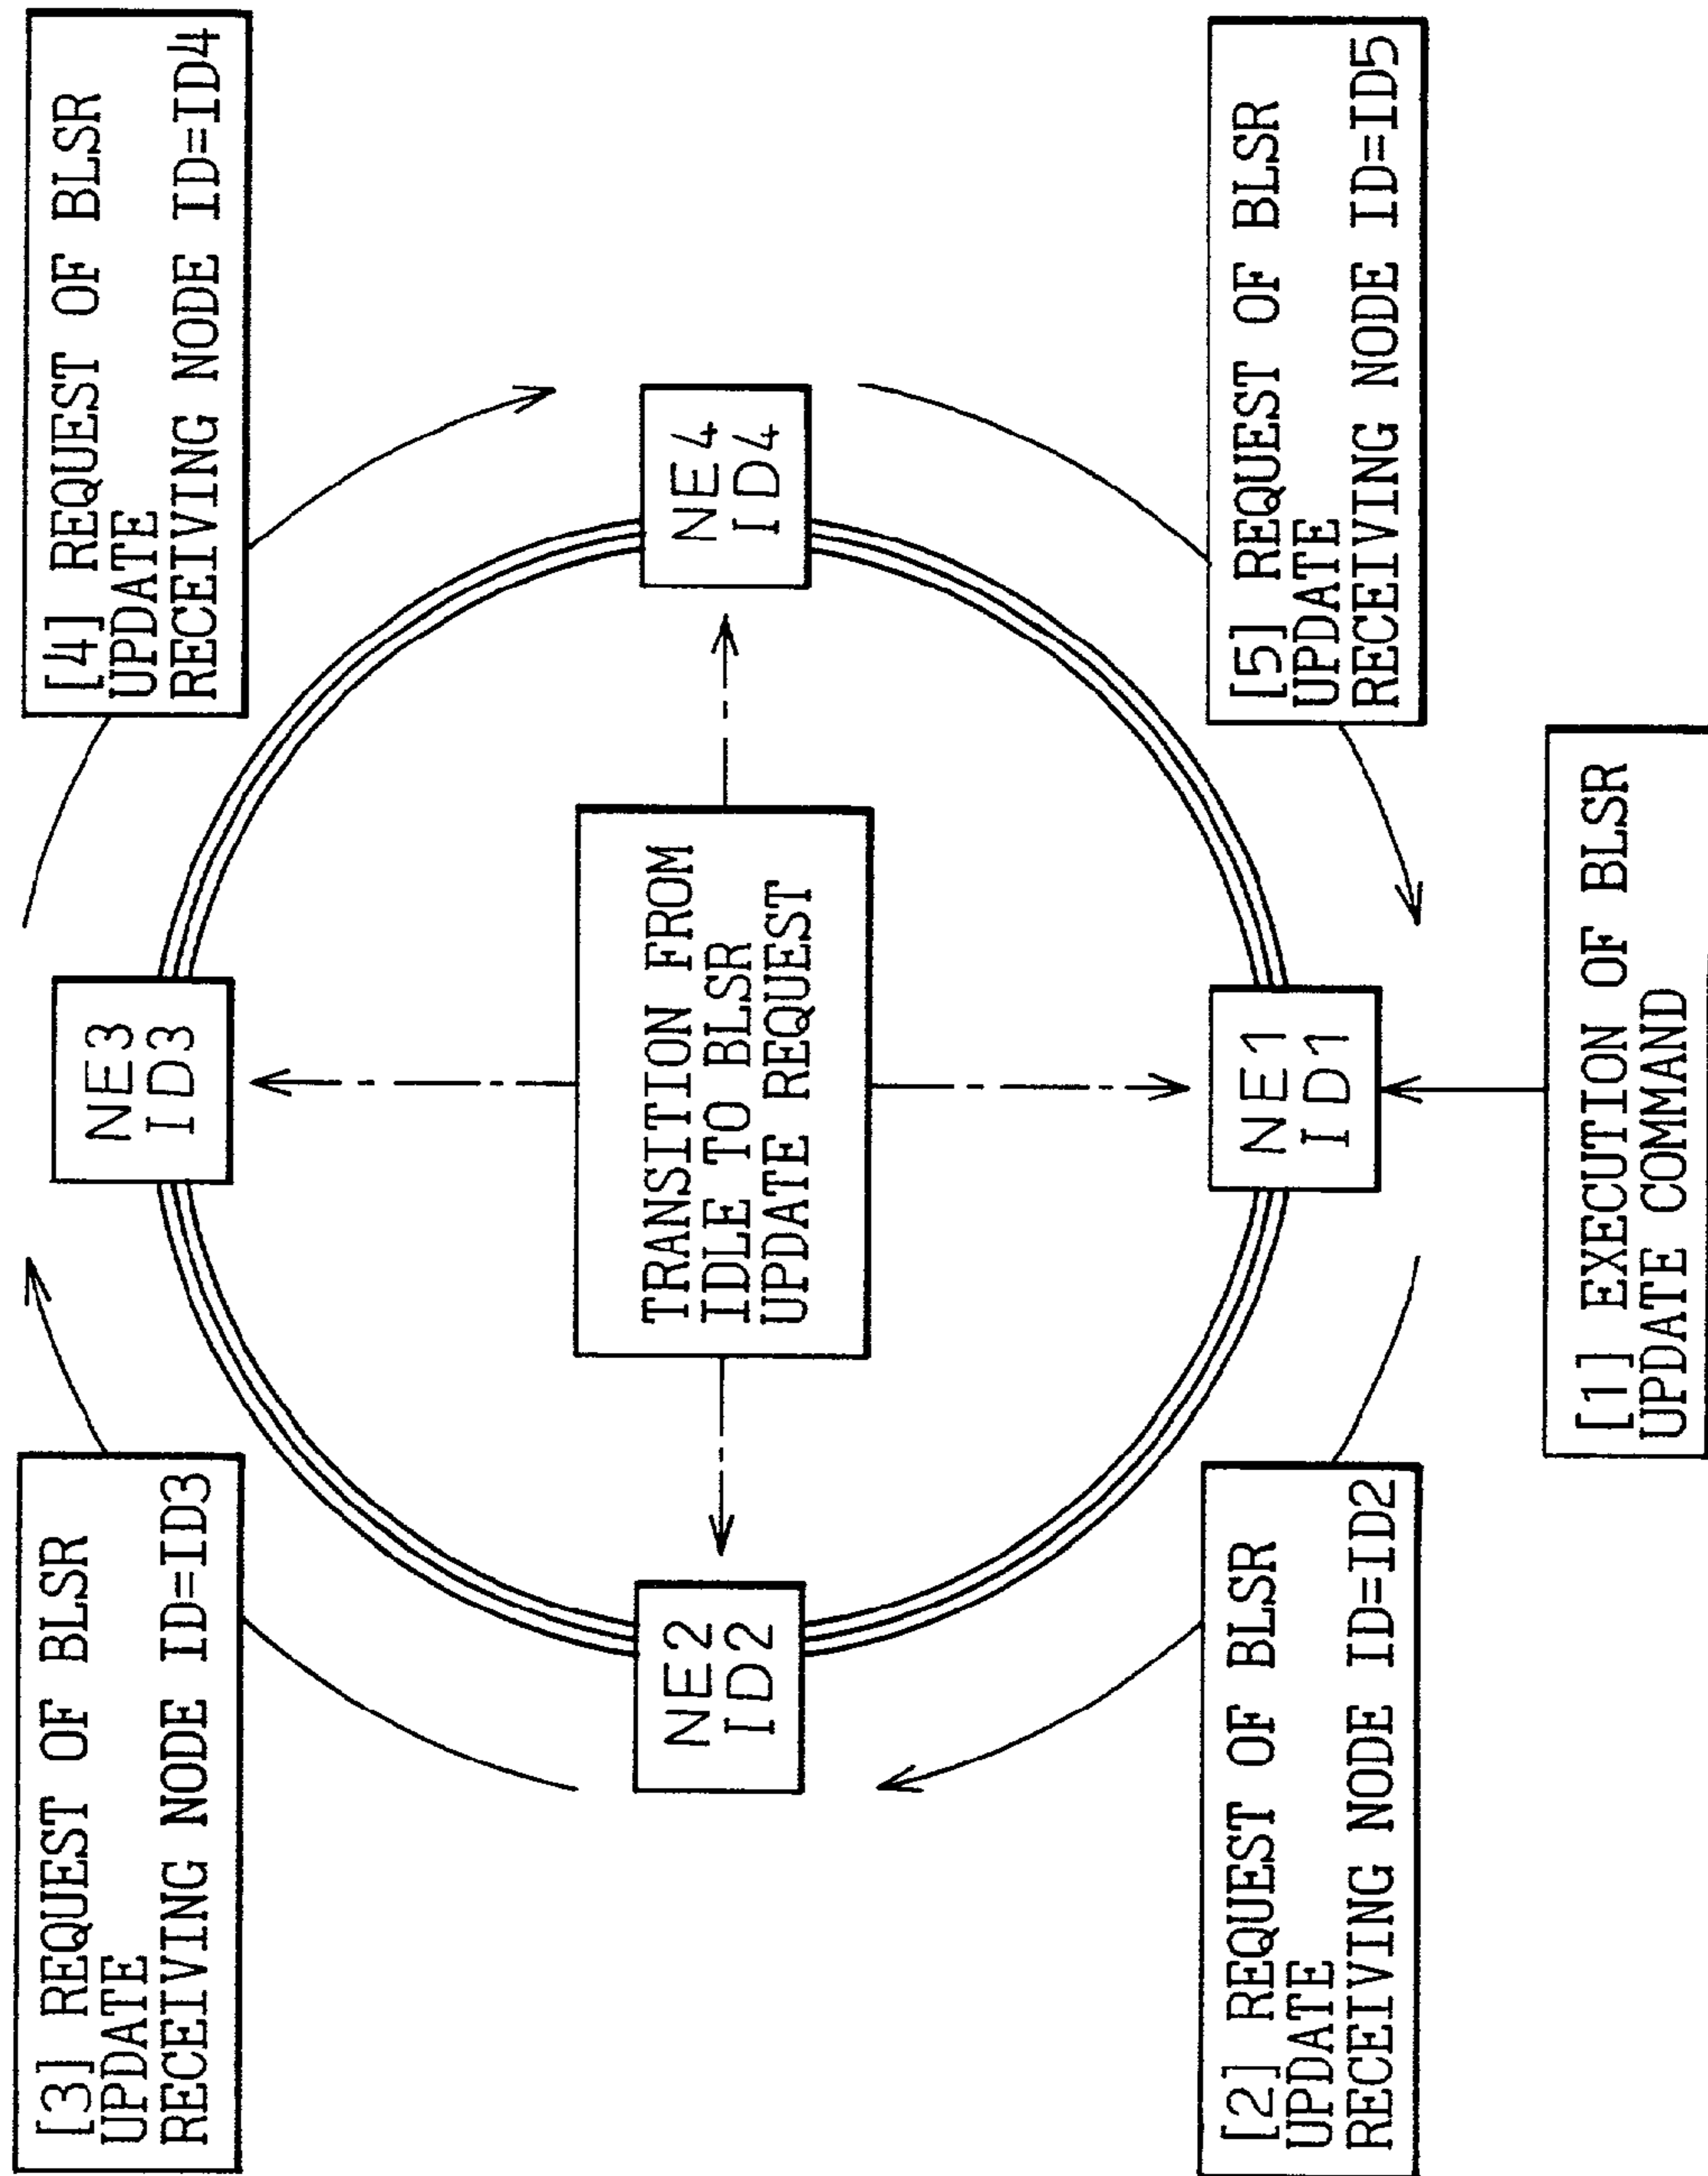 [3] REQUEST OF BLSR
UPDATE
RECEIVING NODE ID=ID3
[4] REQUEST OF BLSR
UPDATE
RECEIVING NODE ID=ID4
NE3
ID3
NE2
ID2
TRANSITION FROM
IDLE TO BLSR
UPDATE REQUEST
NE4
ID4
NE1
ID1
[2] REQUEST OF BLSR
UPDATE
RECEIVING NODE ID=ID2
[5] REQUEST OF BLSR
UPDATE
RECEIVING NODE ID=ID5
[1] EXECUTION OF BLSR
UPDATE COMMAND